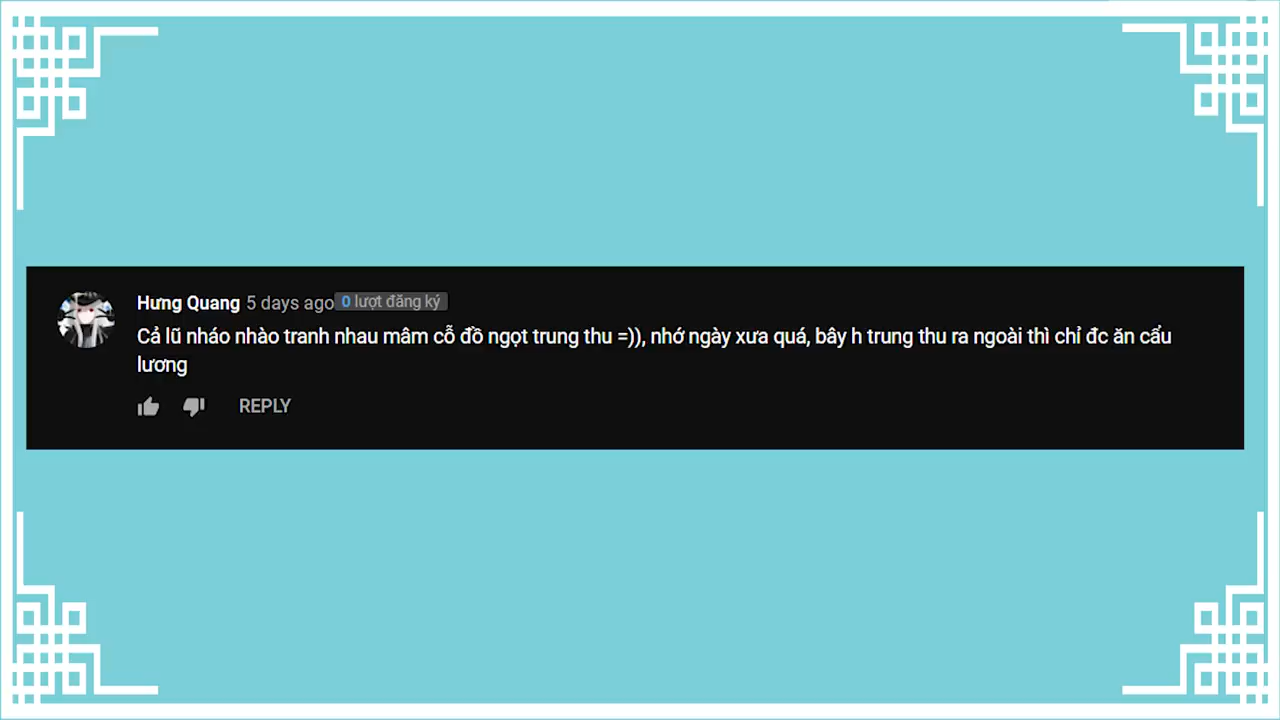 Hưng Quang 5 days ago 0 lượt đăng ký
Cả lũ nháo nhào tranh nhau mâm cỗ đồ ngọt trung thu =)), nhớ ngày xưa quá, bây h trung thu ra ngoài thì chỉ đc ăn cẩu
lương
REPLY